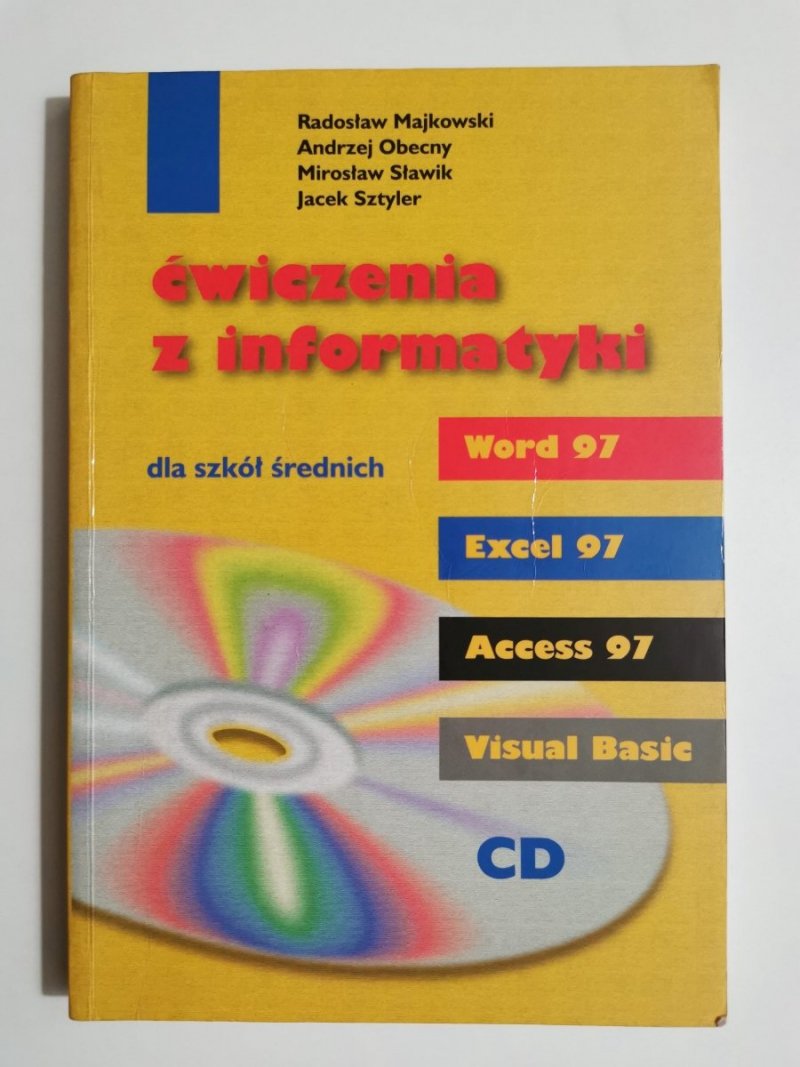 Radosław Majkowski
Andrzej Obecny
Mirosław Sławik
Jacek Sztyler
ćwiczenia
z informatyki
dla szkół średnich
Word 97
Excel 97
Access 97
Visual Basic
CD